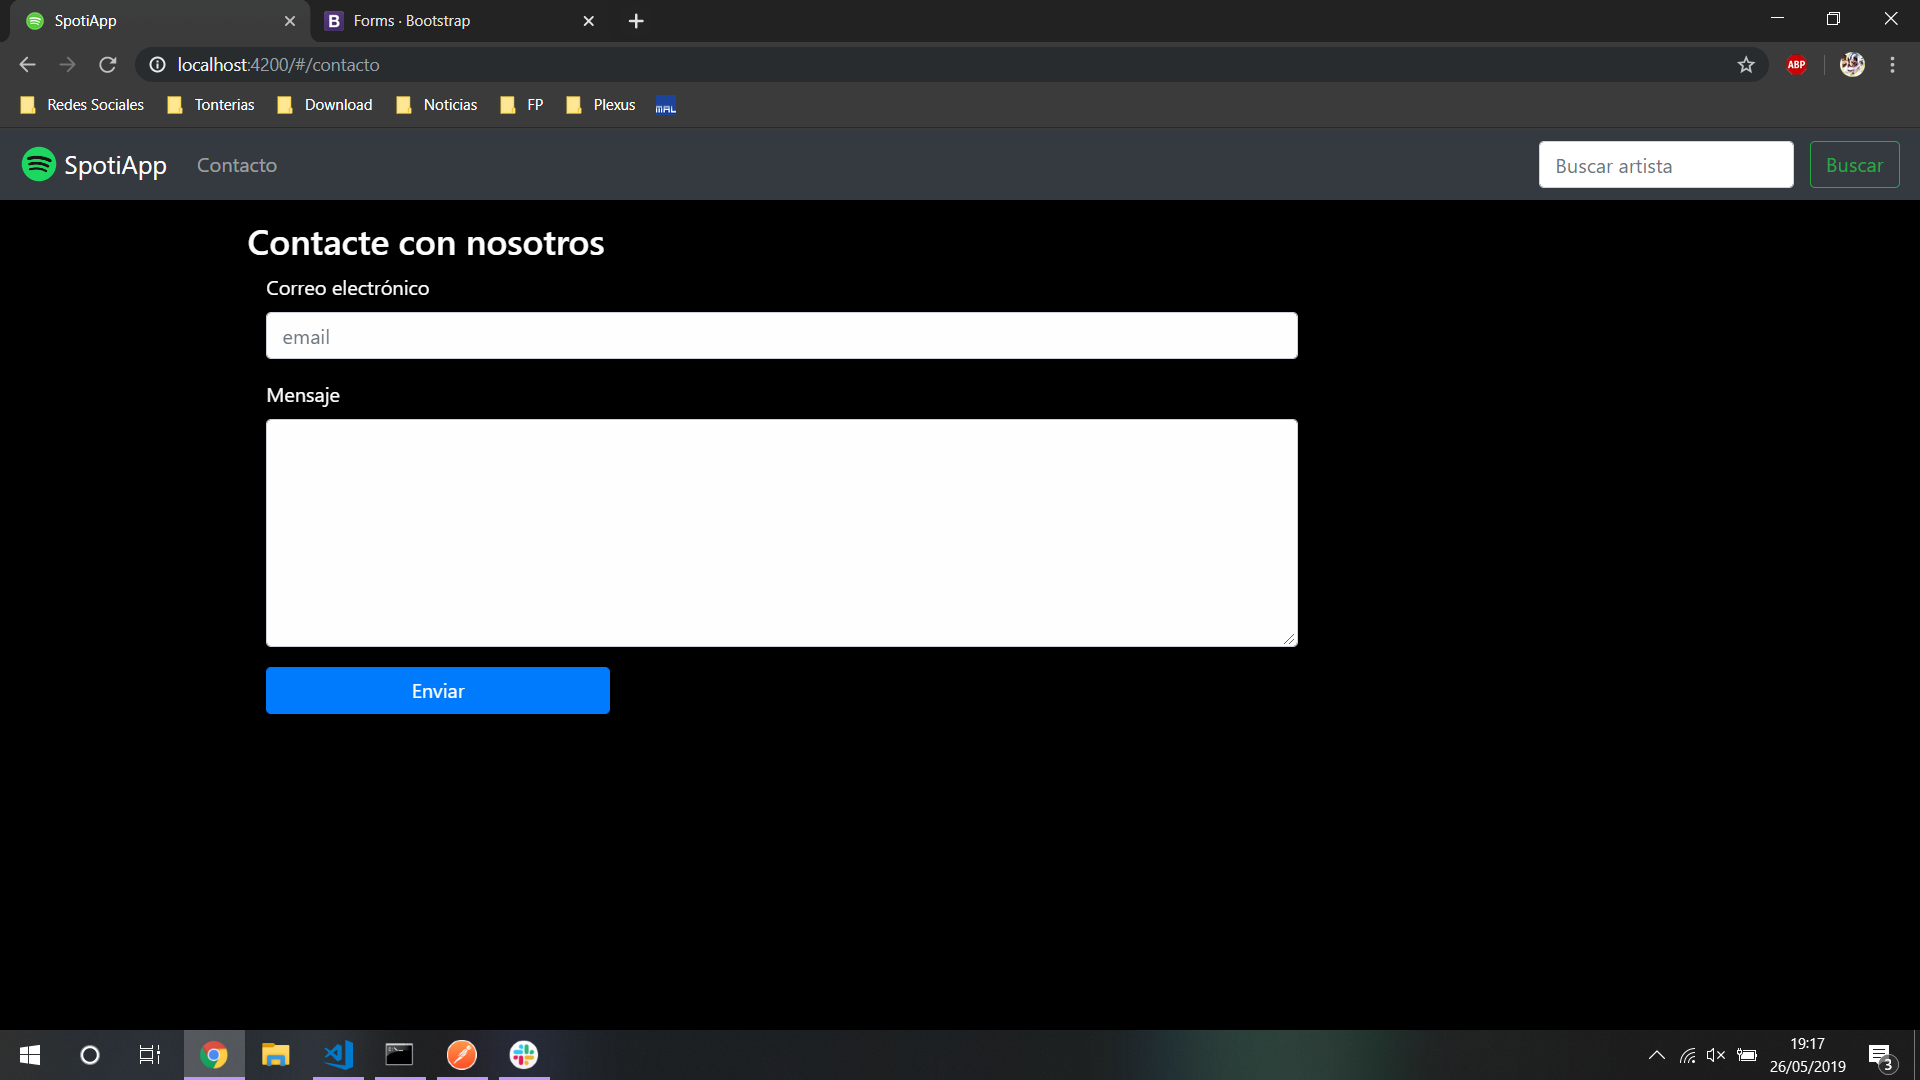 SpotiApp
Forms · Bootstrap
localhost:4200/#/contacto
ABP
Redes Sociales Tonterias Download Noticias FP Plexus MAL
SpotiApp Contacto Buscar artista Buscar
Contacte con nosotros
Correo electrónico
email
Mensaje
Enviar
19:17
26/05/2019
3